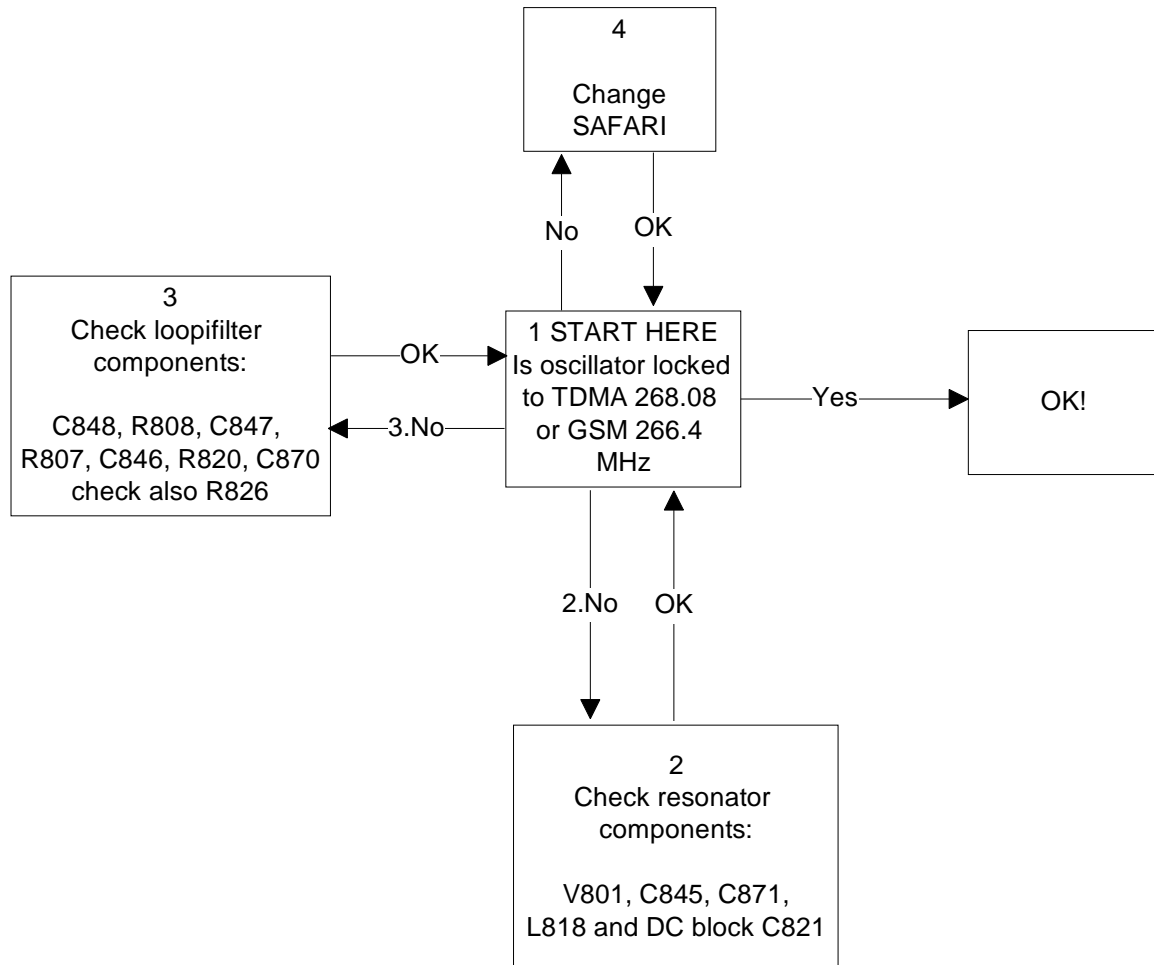 4
Change
SAFARI
No
OK
3
Check loopifilter
components:
C848, R808, C847,
R807, C846, R820, C870
check also R826
OK
3.No
1 START HERE
Is oscillator locked
to TDMA 268.08
or GSM 266.4
MHz
Yes
OK!
2.No
OK
2
Check resonator
components:
V801, C845, C871,
L818 and DC block C821